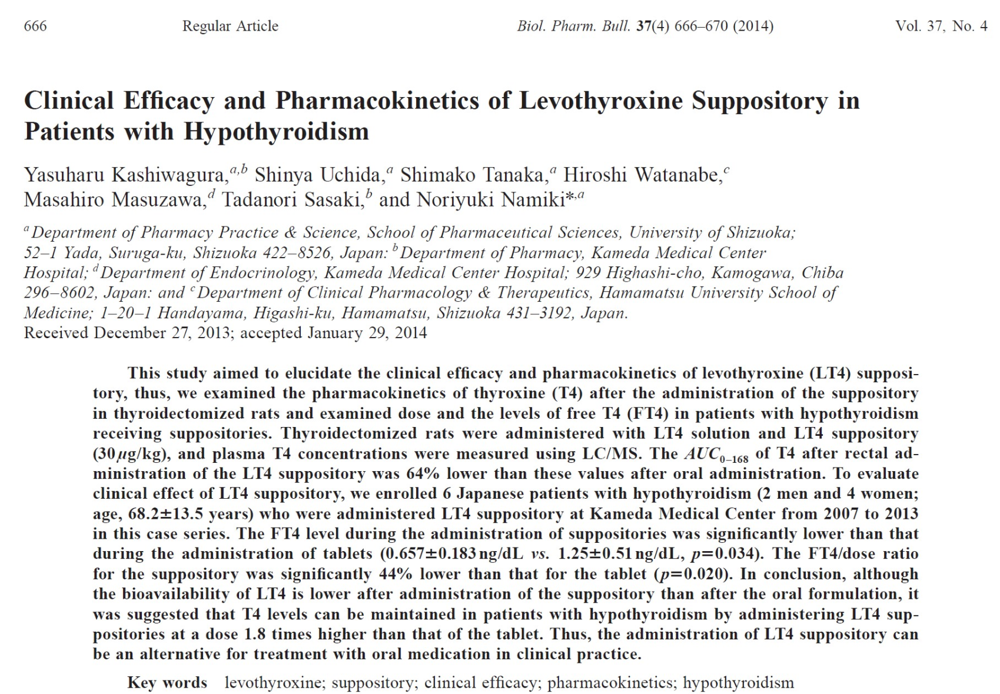 666 Regular Article Biol. Pharm. Bull. 37(4) 666–670 (2014) Vol. 37, No. 4
Clinical Efficacy and Pharmacokinetics of Levothyroxine Suppository in
Patients with Hypothyroidism
Yasuharu Kashiwagura,a,b Shinya Uchida,a Shimako Tanaka,a Hiroshi Watanabe,c
Masahiro Masuzawa,d Tadanori Sasaki,b and Noriyuki Namiki*,a
a Department of Pharmacy Practice & Science, School of Pharmaceutical Sciences, University of Shizuoka;
52–1 Yada, Suruga-ku, Shizuoka 422–8526, Japan: b Department of Pharmacy, Kameda Medical Center
Hospital; d Department of Endocrinology, Kameda Medical Center Hospital; 929 Highashi-cho, Kamogawa, Chiba
296–8602, Japan: and c Department of Clinical Pharmacology & Therapeutics, Hamamatsu University School of
Medicine; 1–20–1 Handayama, Higashi-ku, Hamamatsu, Shizuoka 431–3192, Japan.
Received December 27, 2013; accepted January 29, 2014
This study aimed to elucidate the clinical efficacy and pharmacokinetics of levothyroxine (LT4) supposi-
tory, thus, we examined the pharmacokinetics of thyroxine (T4) after the administration of the suppository
in thyroidectomized rats and examined dose and the levels of free T4 (FT4) in patients with hypothyroidism
receiving suppositories. Thyroidectomized rats were administered with LT4 solution and LT4 suppository
(30 µg/kg), and plasma T4 concentrations were measured using LC/MS. The AUC0–168 of T4 after rectal ad-
ministration of the LT4 suppository was 64% lower than these values after oral administration. To evaluate
clinical effect of LT4 suppository, we enrolled 6 Japanese patients with hypothyroidism (2 men and 4 women;
age, 68.2±13.5 years) who were administered LT4 suppository at Kameda Medical Center from 2007 to 2013
in this case series. The FT4 level during the administration of suppositories was significantly lower than that
during the administration of tablets (0.657±0.183 ng/dL vs. 1.25±0.51 ng/dL, p=0.034). The FT4/dose ratio
for the suppository was significantly 44% lower than that for the tablet (p=0.020). In conclusion, although
the bioavailability of LT4 is lower after administration of the suppository than after the oral formulation, it
was suggested that T4 levels can be maintained in patients with hypothyroidism by administering LT4 sup-
positories at a dose 1.8 times higher than that of the tablet. Thus, the administration of LT4 suppository can
be an alternative for treatment with oral medication in clinical practice.
Key words levothyroxine; suppository; clinical efficacy; pharmacokinetics; hypothyroidism